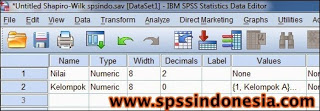 *Untitled Shapiro-Wilk sppindo.sav [DataSet1] - IBM SPSS Statistics Data Editor
File Edit View Data Transform Analyze Direct Marketing Graphs Utilities
Name Type Width Decimals Label Values
1 Nilai Numeric 8 2 None
2 Kelompok Numeric 8 0 {1, Kelompok A}...
www.spssindonesia.com